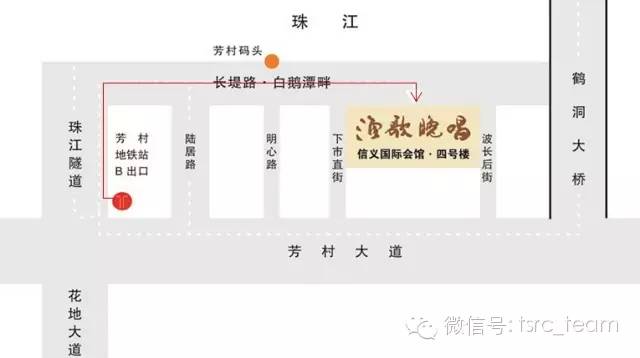 珠 江
芳村码头
长堤路·白鹅潭畔
珠江隧道
芳 村
地铁站
B 出口
陆居路
明心路
下市直街
渔歌晚唱
信义国际会馆·四号楼
波长后街
鹤洞大桥
芳 村 大 道
花地大道
微信号: tsrc_team